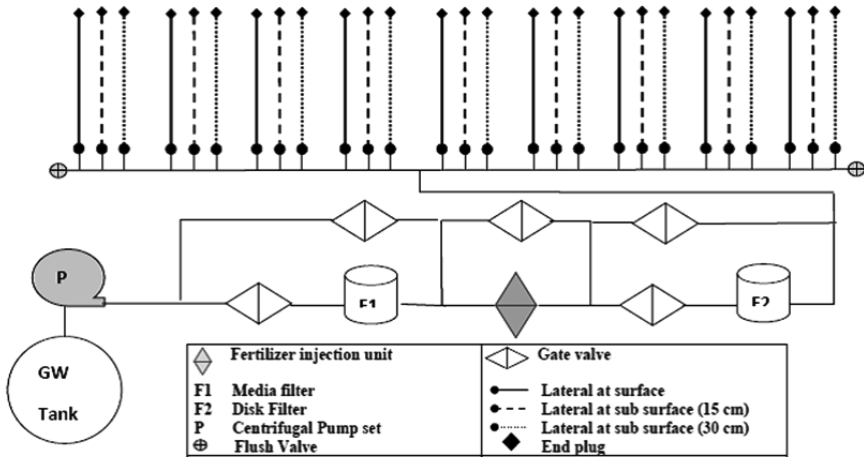 P
F1
F2
GW
Tank
Fertilizer injection unit
Gate valve
F1 Media filter
Lateral at surface
F2 Disk Filter
Lateral at sub surface (15 cm)
P Centrifugal Pump set
Lateral at sub surface (30 cm)
Flush Valve
End plug